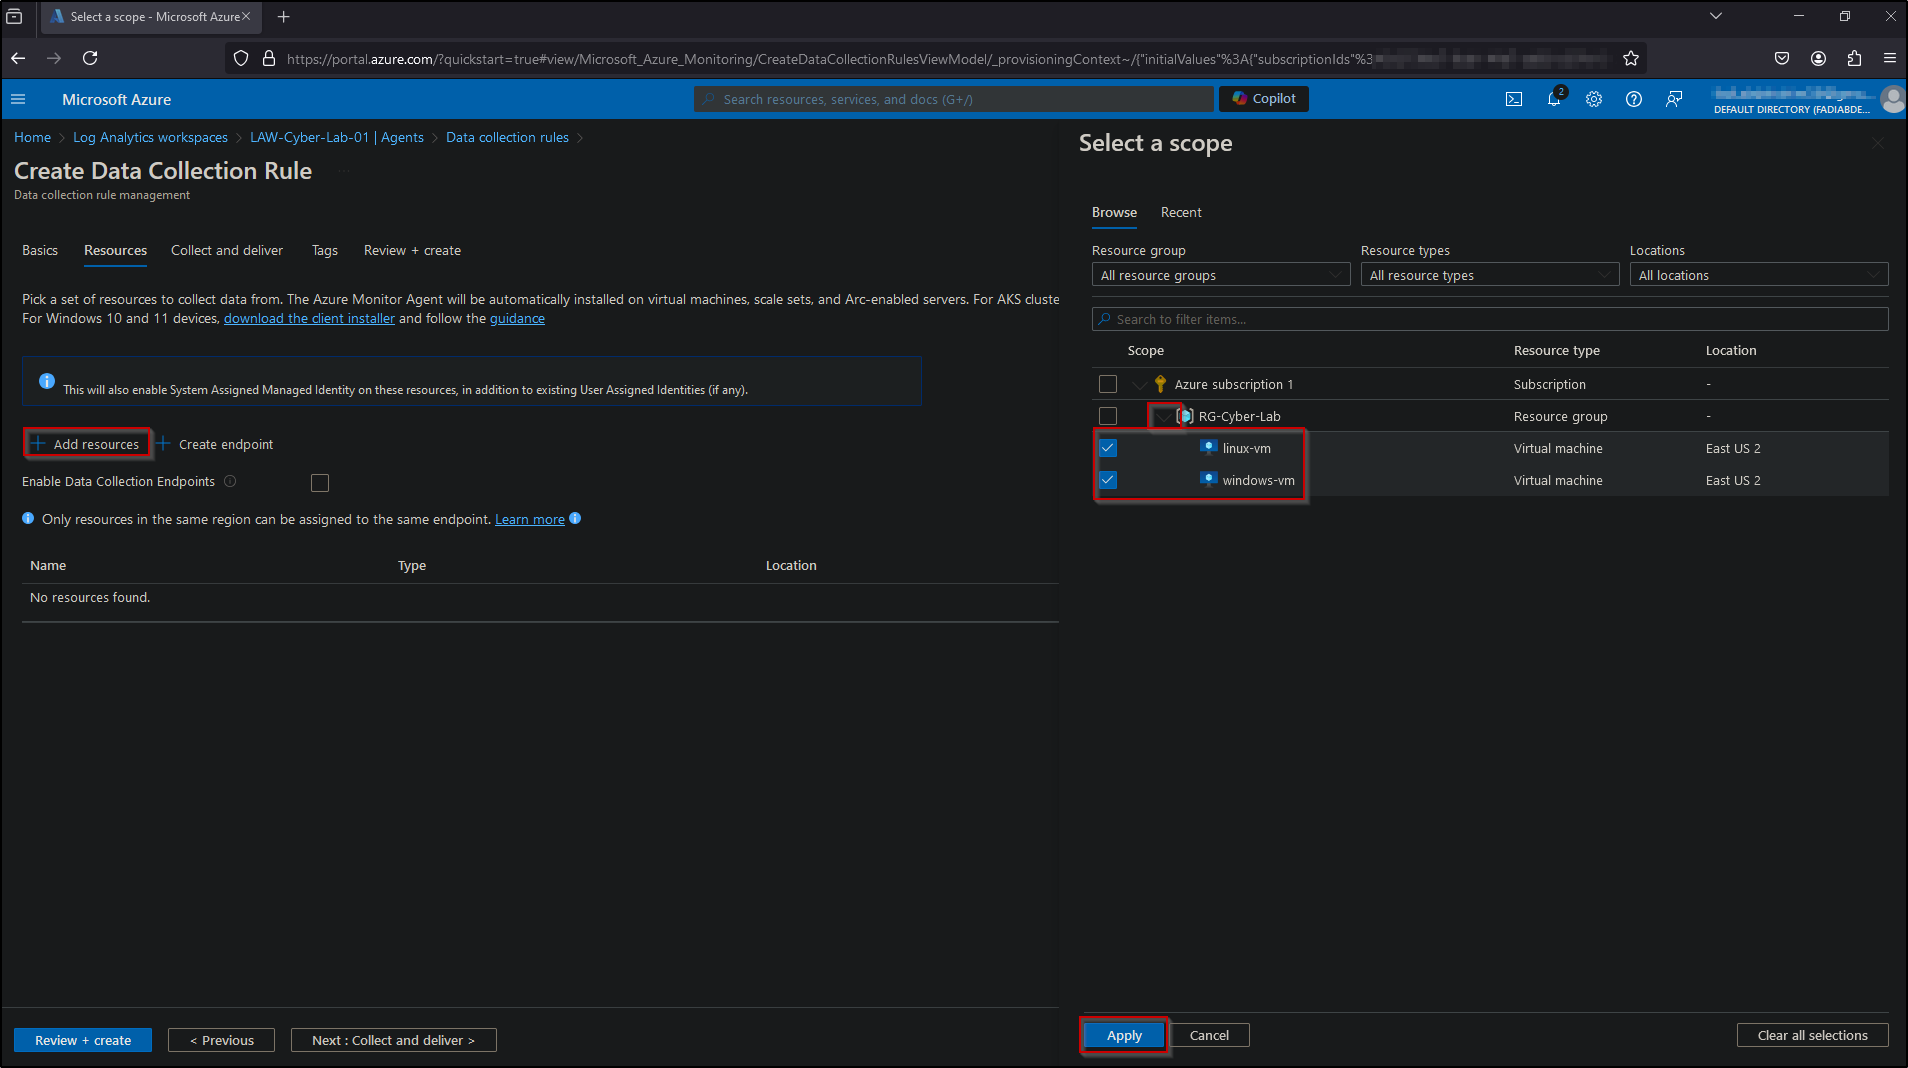 Select a scope - Microsoft Azure
https://portal.azure.com/?quickstart=true#view/Microsoft_Azure_Monitoring/CreateDataCollectionRulesViewModel/_provisioningContext~/{"initialValues"%3A{"subscriptionIds"%3
Microsoft Azure
Search resources, services, and docs (G+/)
Copilot
2
DEFAULT DIRECTORY (FADIABDE...
Home > Log Analytics workspaces > LAW-Cyber-Lab-01 | Agents > Data collection rules >
Create Data Collection Rule ...
Data collection rule management
Basics Resources Collect and deliver Tags Review + create
Pick a set of resources to collect data from. The Azure Monitor Agent will be automatically installed on virtual machines, scale sets, and Arc-enabled servers. For AKS cluste
For Windows 10 and 11 devices, download the client installer and follow the guidance
This will also enable System Assigned Managed Identity on these resources, in addition to existing User Assigned Identities (if any).
+ Add resources + Create endpoint
Enable Data Collection Endpoints
Only resources in the same region can be assigned to the same endpoint. Learn more
Name Type Location
No resources found.
Review + create < Previous Next : Collect and deliver >
Select a scope
Browse Recent
Resource group Resource types Locations
All resource groups All resource types All locations
Search to filter items...
Scope Resource type Location
Azure subscription 1 Subscription -
RG-Cyber-Lab Resource group -
linux-vm Virtual machine East US 2
windows-vm Virtual machine East US 2
Apply Cancel Clear all selections